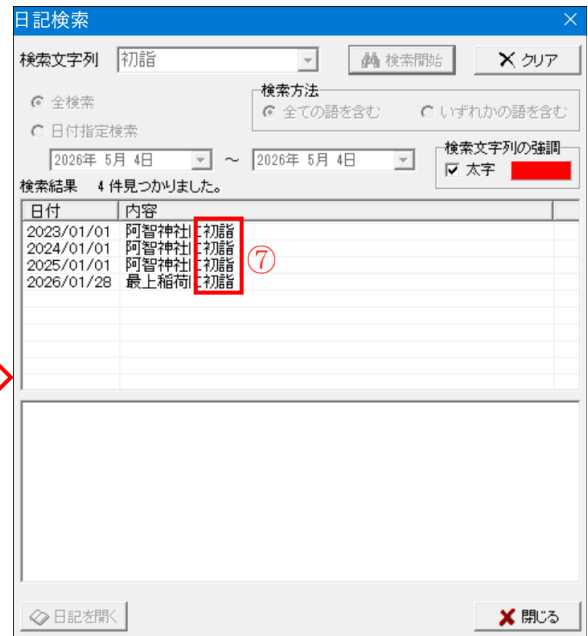 日記検索
検索文字列 初詣 検索開始 クリア
検索方法
全検索 全ての語を含む いずれかの語を含む
日付指定検索
2026年 5月 4日 ～ 2026年 5月 4日
検索文字列の強調
太字
検索結果 4 件見つかりました。
日付 内容
2023/01/01 阿智神社に初詣
2024/01/01 阿智神社に初詣
2025/01/01 阿智神社に初詣
2026/01/28 最上稲荷に初詣
⑦
日記を開く 閉じる